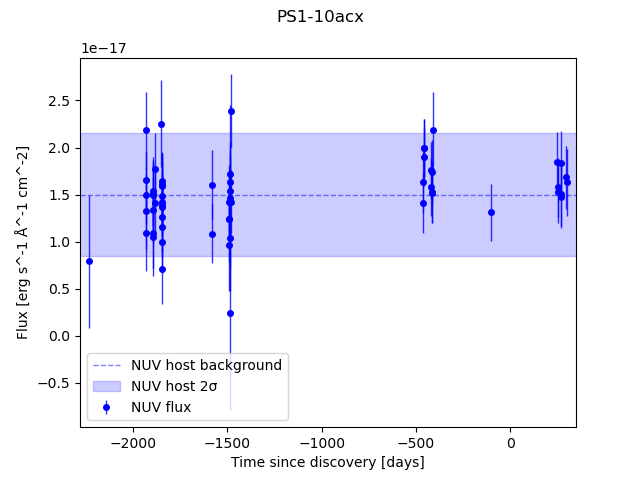 PS1-10acx
1e−17
2.5
2.0
1.5
1.0
0.5
0.0
−0.5
Flux [erg s^-1 Å^-1 cm^-2]
NUV host background
NUV host 2σ
NUV flux
−2000 −1500 −1000 −500 0
Time since discovery [days]